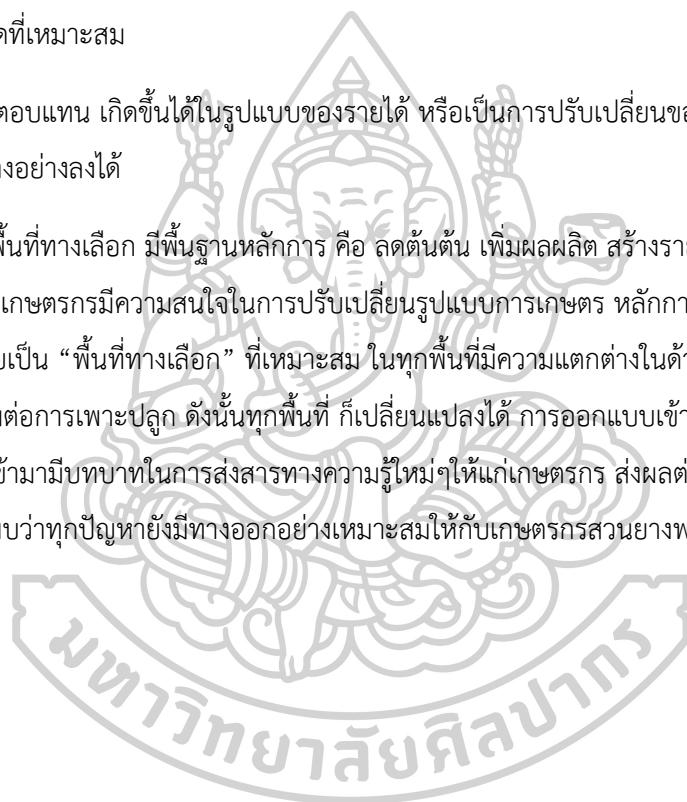 ดที่เหมาะสม
ตอบแทน เกิดขึ้นได้ในรูปแบบของรายได้ หรือเป็นการปรับเปลี่ยนขอ
งอย่างลงได้
พื้นที่ทางเลือก มีพื้นฐานหลักการ คือ ลดต้นต้น เพิ่มผลผลิต สร้างราย
เกษตรกรมีความสนใจในการปรับเปลี่ยนรูปแบบการเกษตร หลักกา
ป็น “พื้นที่ทางเลือก” ที่เหมาะสม ในทุกพื้นที่มีความแตกต่างในด้า
ต่อการเพาะปลูก ดังนั้นทุกพื้นที่ ก็เปลี่ยนแปลงได้ การออกแบบเข้า
ข้ามามีบทบาทในการส่งสารทางความรู้ใหม่ๆให้แก่เกษตรกร ส่งผลต่
บว่าทุกปัญหายังมีทางออกอย่างเหมาะสมให้กับเกษตรกรสวนยางพ
มหาวิทยาลัยศิลปากร